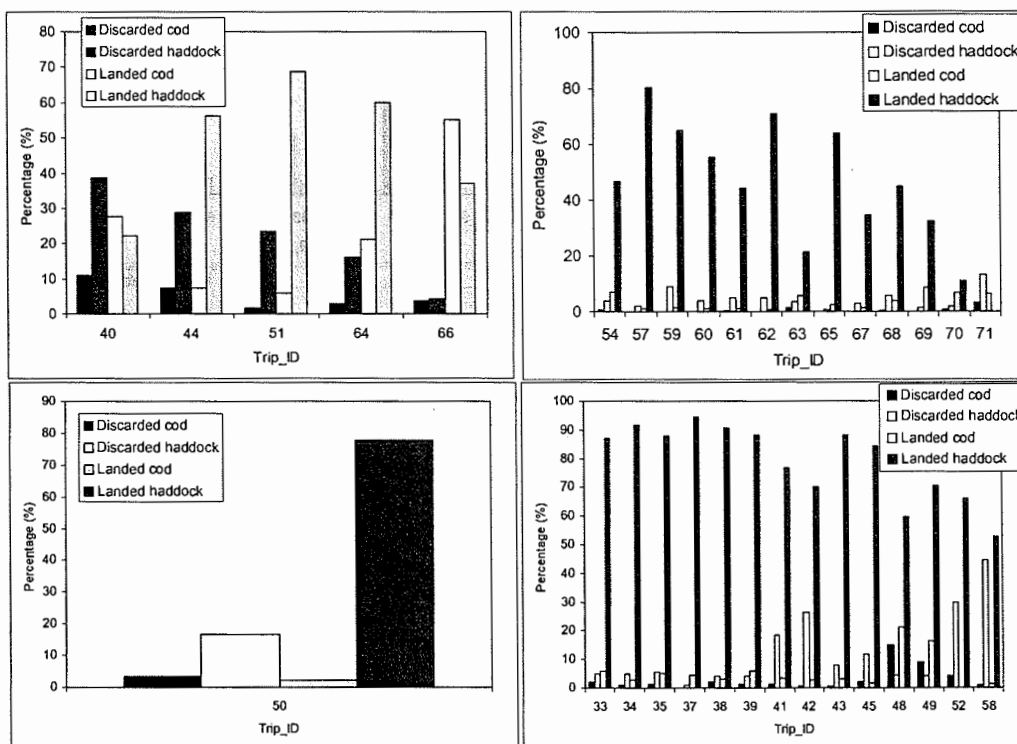 80
70
60
50
40
30
20
10
0
Percentage (%)
Discarded cod
Discarded haddock
Landed cod
Landed haddock
40 44 51 64 66
Trip_ID
100
80
60
40
20
0
Percentage (%)
Discarded cod
Discarded haddock
Landed cod
Landed haddock
54 57 59 60 61 62 63 65 67 68 69 70 71
Trip_ID
90
80
70
60
50
40
30
20
10
0
Percentage (%)
Discarded cod
Discarded haddock
Landed cod
Landed haddock
50
Trip_ID
100
90
80
70
60
50
40
30
20
10
0
Percentage (%)
Discarded cod
Discarded haddock
Landed cod
Landed haddock
33 34 35 37 38 39 41 42 43 45 48 49 52 58
Trip_ID